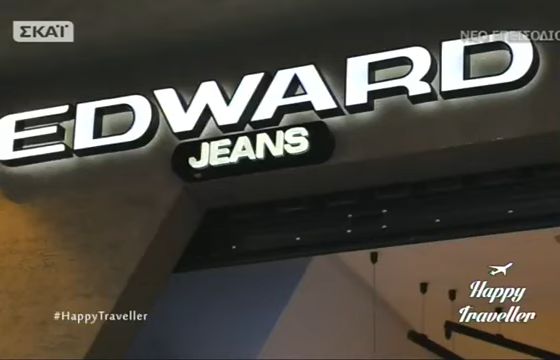 ΣΚΑΪ
ΝΕΟ ΕΠΕΙΣΟΔΙΟ
EDWARD
JEANS
#HappyTraveller
Happy
Traveller